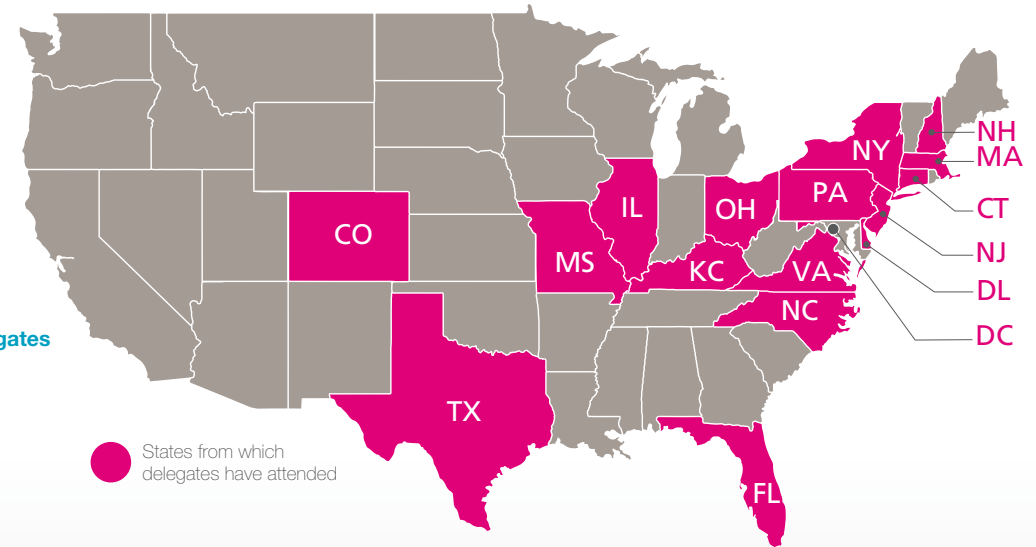 NH
NY
MA
PA
IL
OH
CT
CO
NJ
MS
KC
VA
DL
NC
DC
gates
TX
States from which
delegates have attended
FL